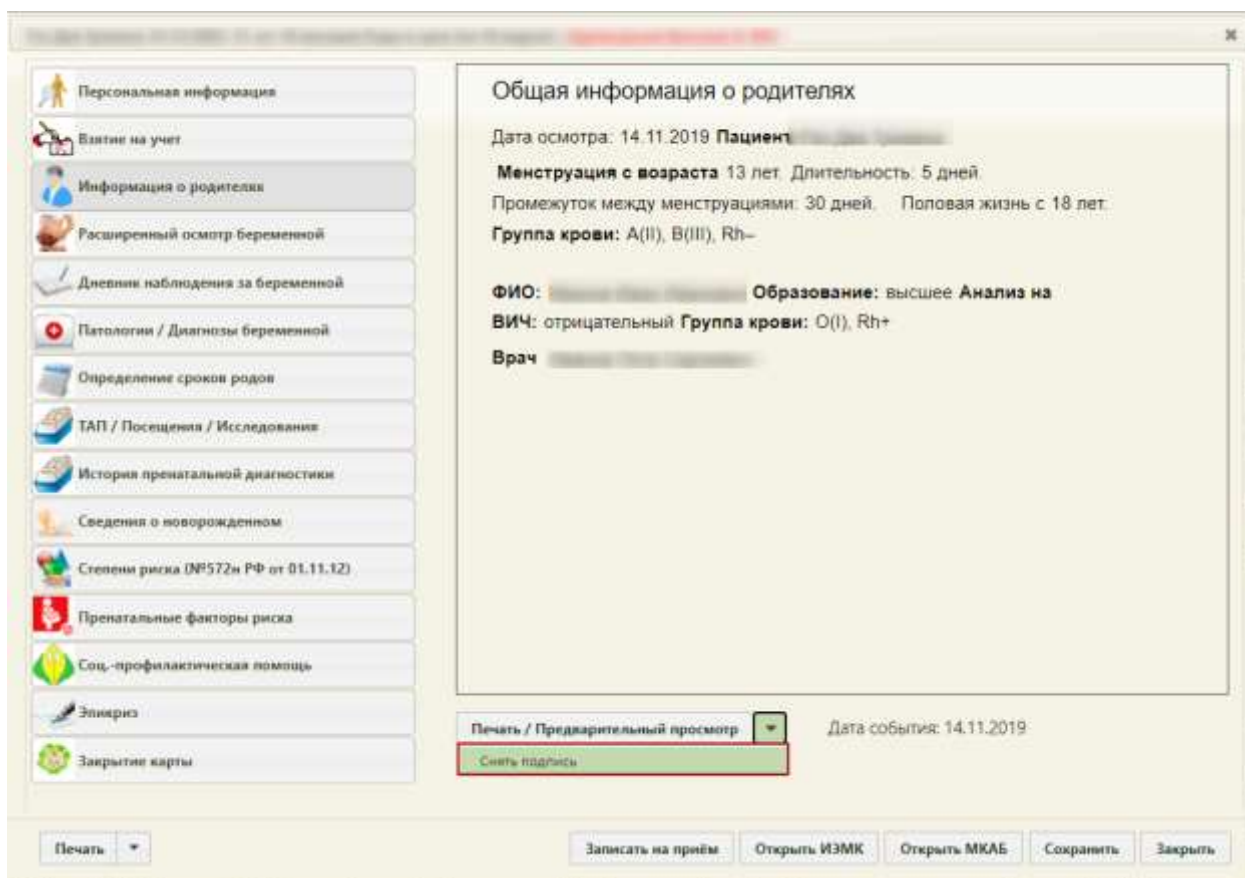 Персональная информация
Взятие на учет
Информация о родителях
Расширенный осмотр беременной
Дневник наблюдения за беременной
Патологии / Диагнозы беременной
Определение сроков родов
ТАП / Посещения / Исследования
История пренатальной диагностики
Сведения о новорожденном
Степени риска (№572н РФ от 01.11.12)
Пренатальные факторы риска
Соц.-профилактическая помощь
Эпикриз
Закрытие карты
Общая информация о родителях
Дата осмотра: 14.11.2019 Пациент
Менструация с возраста 13 лет. Длительность: 5 дней.
Промежуток между менструациями: 30 дней. Половая жизнь с 18 лет.
Группа крови: A(II), B(III), Rh–
ФИО: Образование: высшее Анализ на
ВИЧ: отрицательный Группа крови: O(I), Rh+
Врач
Печать / Предварительный просмотр Дата события: 14.11.2019
Снять подпись
Печать Записать на приём Открыть ИЭМК Открыть МКАБ Сохранить Закрыть